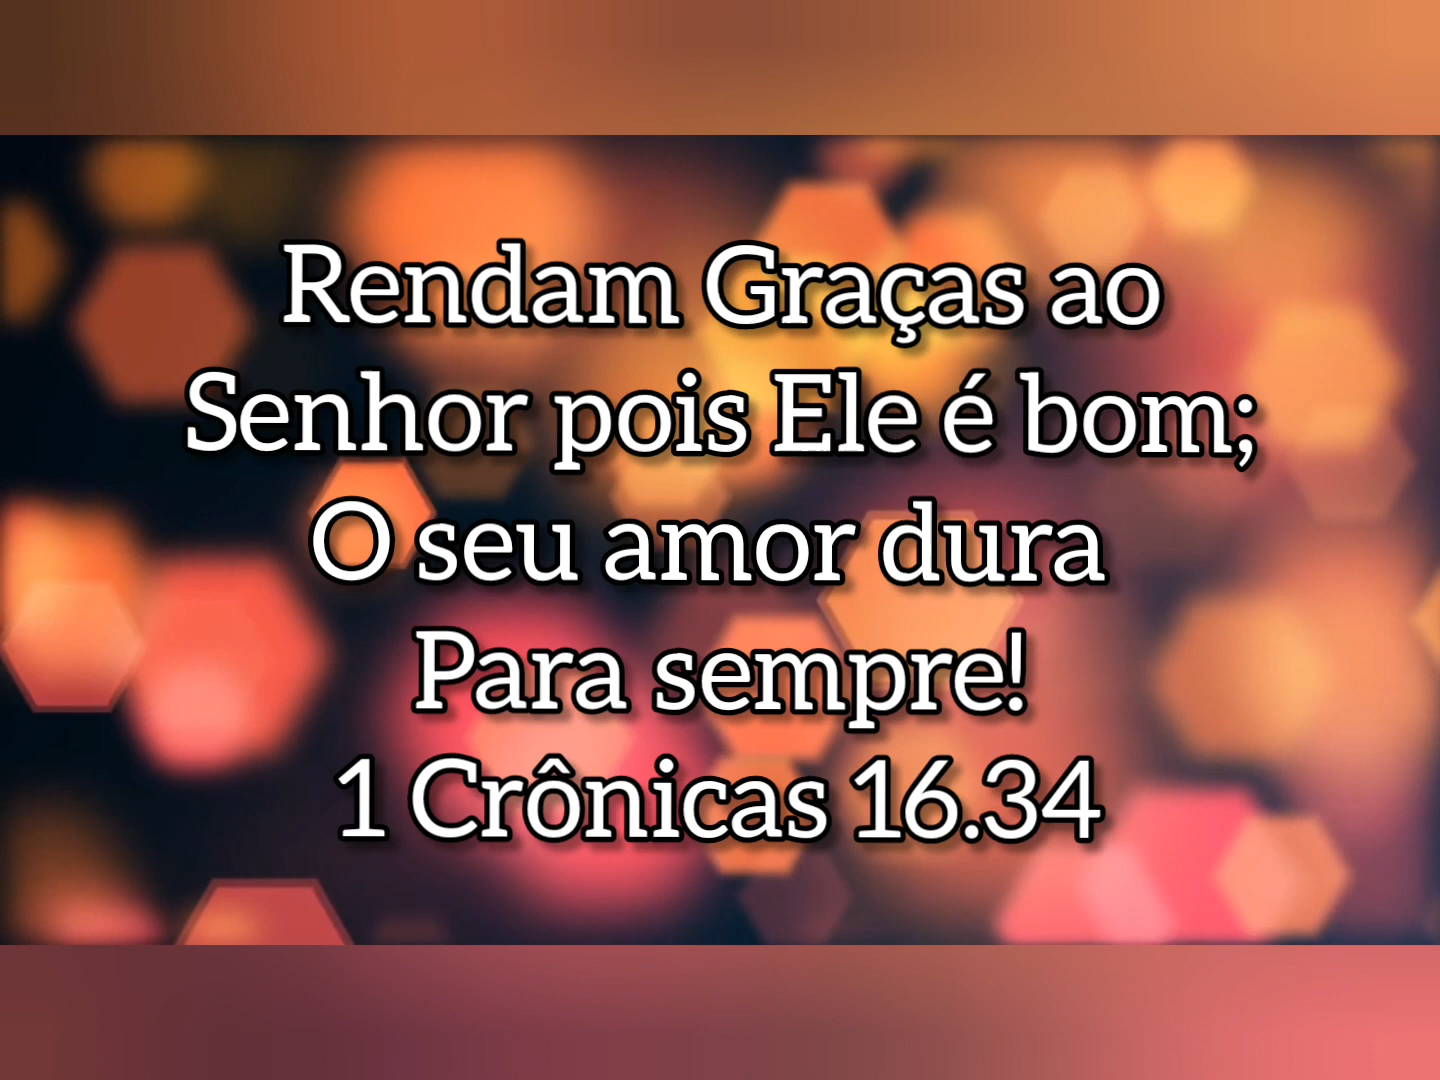 Rendam Graças ao
Senhor pois Ele é bom;
O seu amor dura
Para sempre!
1 Crônicas 16.34